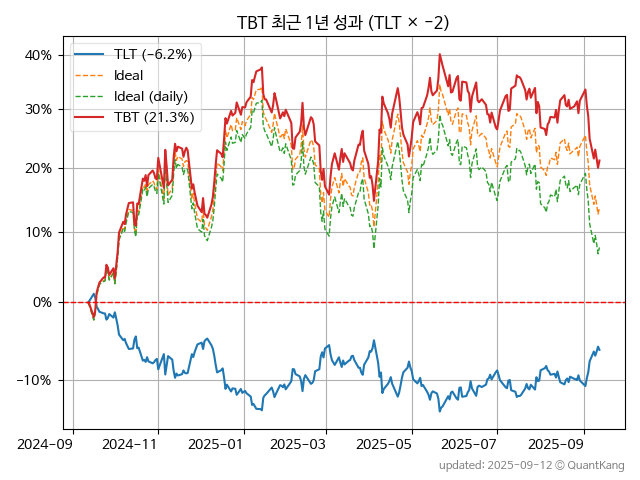 TBT 최근 1년 성과 (TLT × −2)
TLT (−6.2%)
Ideal
Ideal (daily)
TBT (21.3%)
40%
30%
20%
10%
0%
−10%
2024-09 2024-11 2025-01 2025-03 2025-05 2025-07 2025-09
updated: 2025-09-12 © QuantKang